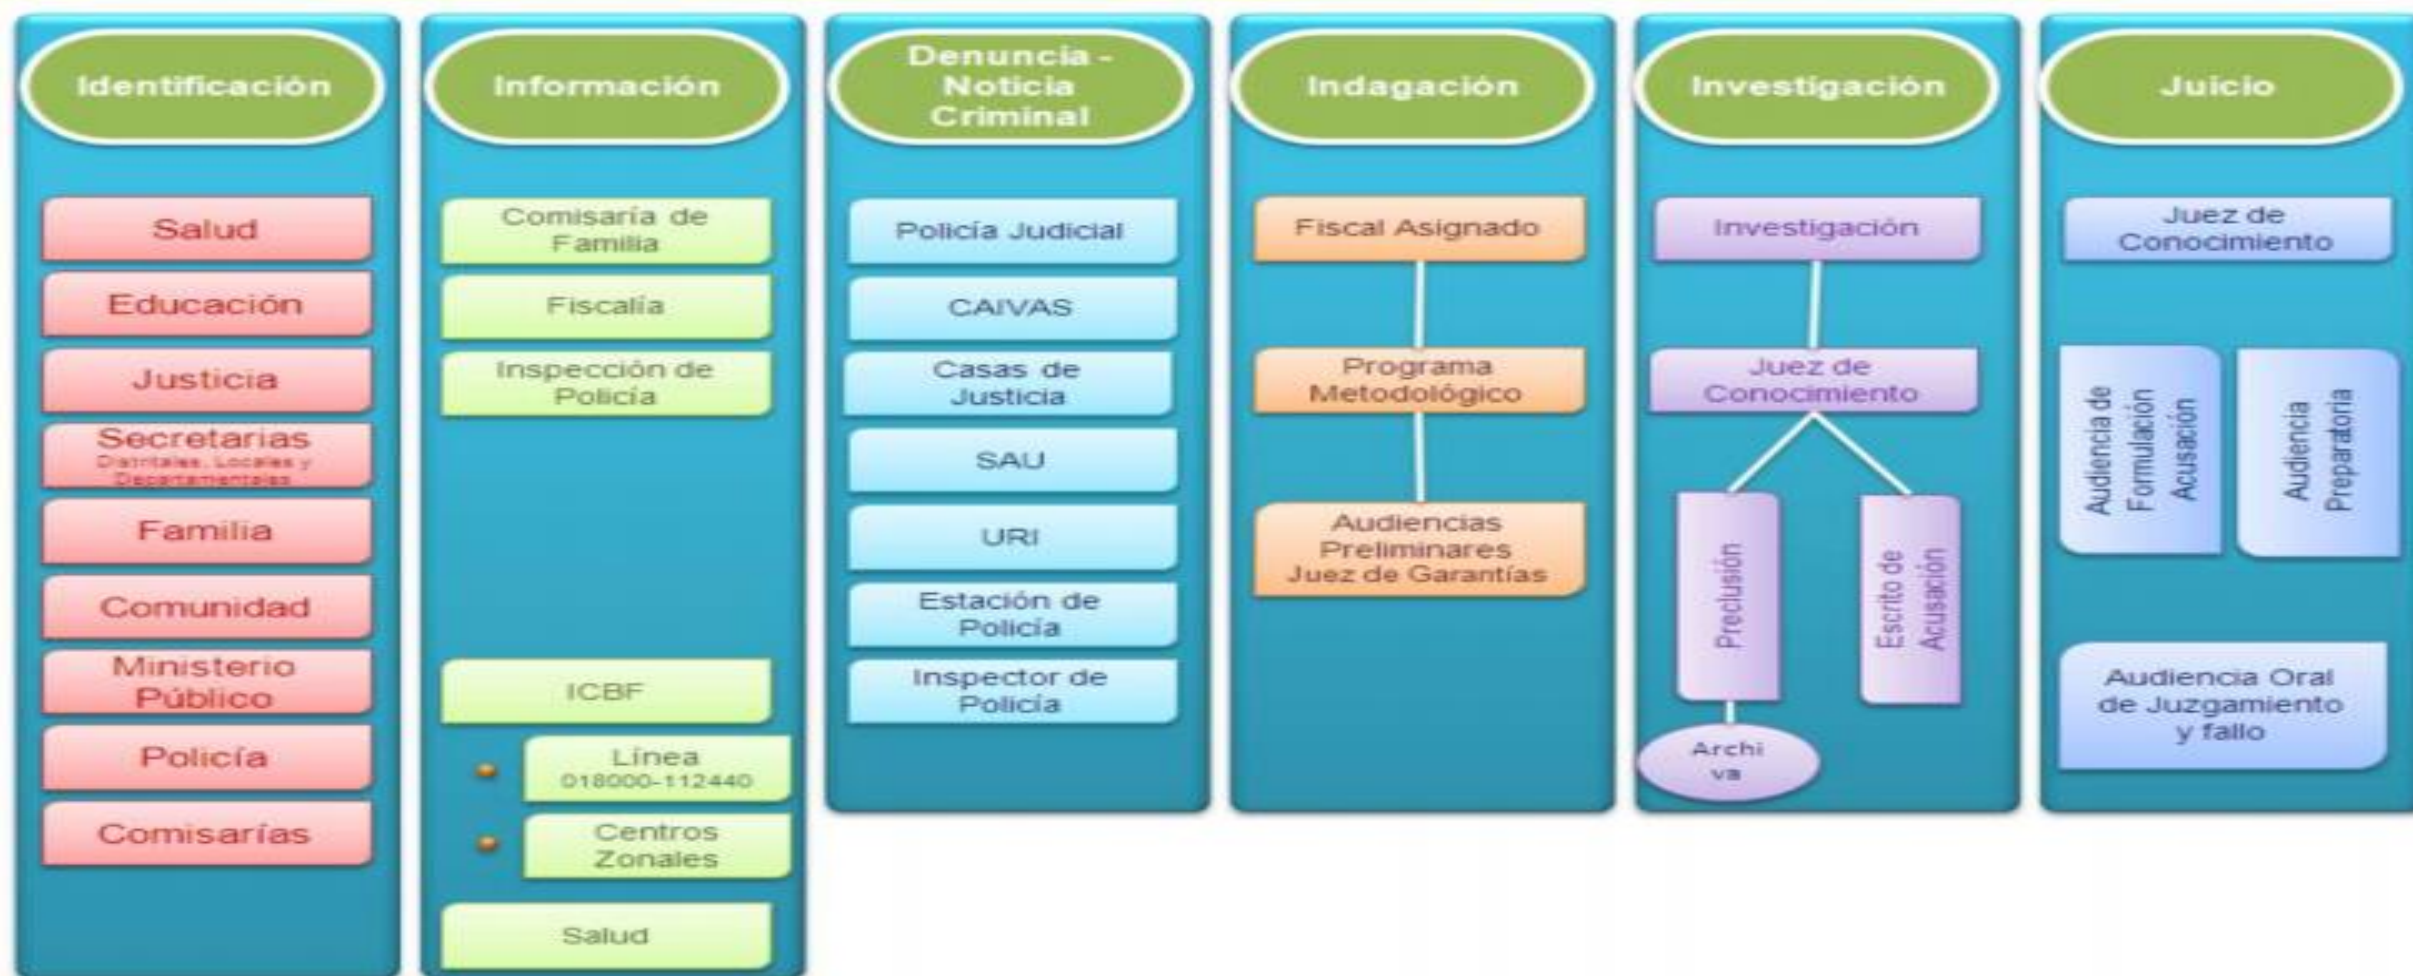 Identificación
Salud
Educación
Justicia
Secretarias
Distritales, Locales y
Departamentales
Familia
Comunidad
Ministerio
Público
Policía
Comisarías
Información
Comisaría de
Familia
Fiscalía
Inspección de
Policía
ICBF
Línea
018000-112440
Centros
Zonales
Salud
Denuncia -
Noticia
Criminal
Policía Judicial
CAIVAS
Casas de
Justicia
SAU
URI
Estación de
Policía
Inspector de
Policía
Indagación
Fiscal Asignado
Programa
Metodológico
Audiencias
Preliminares
Juez de Garantías
Investigación
Investigación
Juez de
Conocimiento
Preclusión
Escrito de
Acusación
Archi
va
Juicio
Juez de
Conocimiento
Audiencia de
Formulación
Acusación
Audiencia
Preparatoria
Audiencia Oral
de Juzgamiento
y fallo